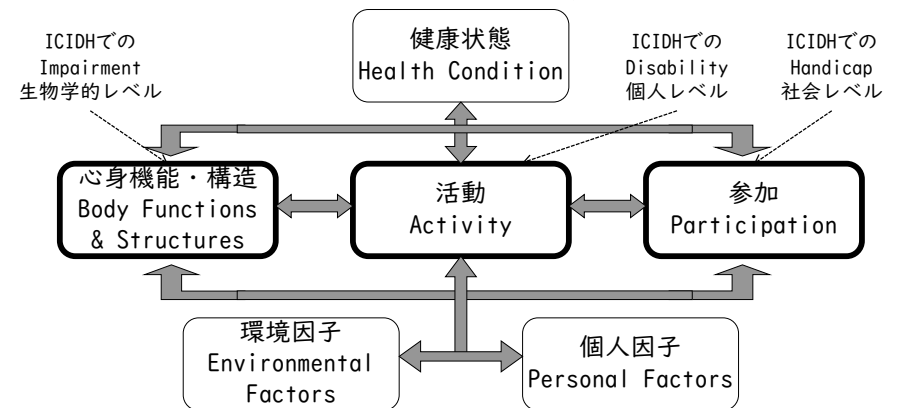 ICIDHでの
Impairment
生物学的レベル
健康状態
Health Condition
ICIDHでの
Disability
個人レベル
ICIDHでの
Handicap
社会レベル
心身機能・構造
Body Functions
& Structures
活動
Activity
参加
Participation
環境因子
Environmental
Factors
個人因子
Personal Factors